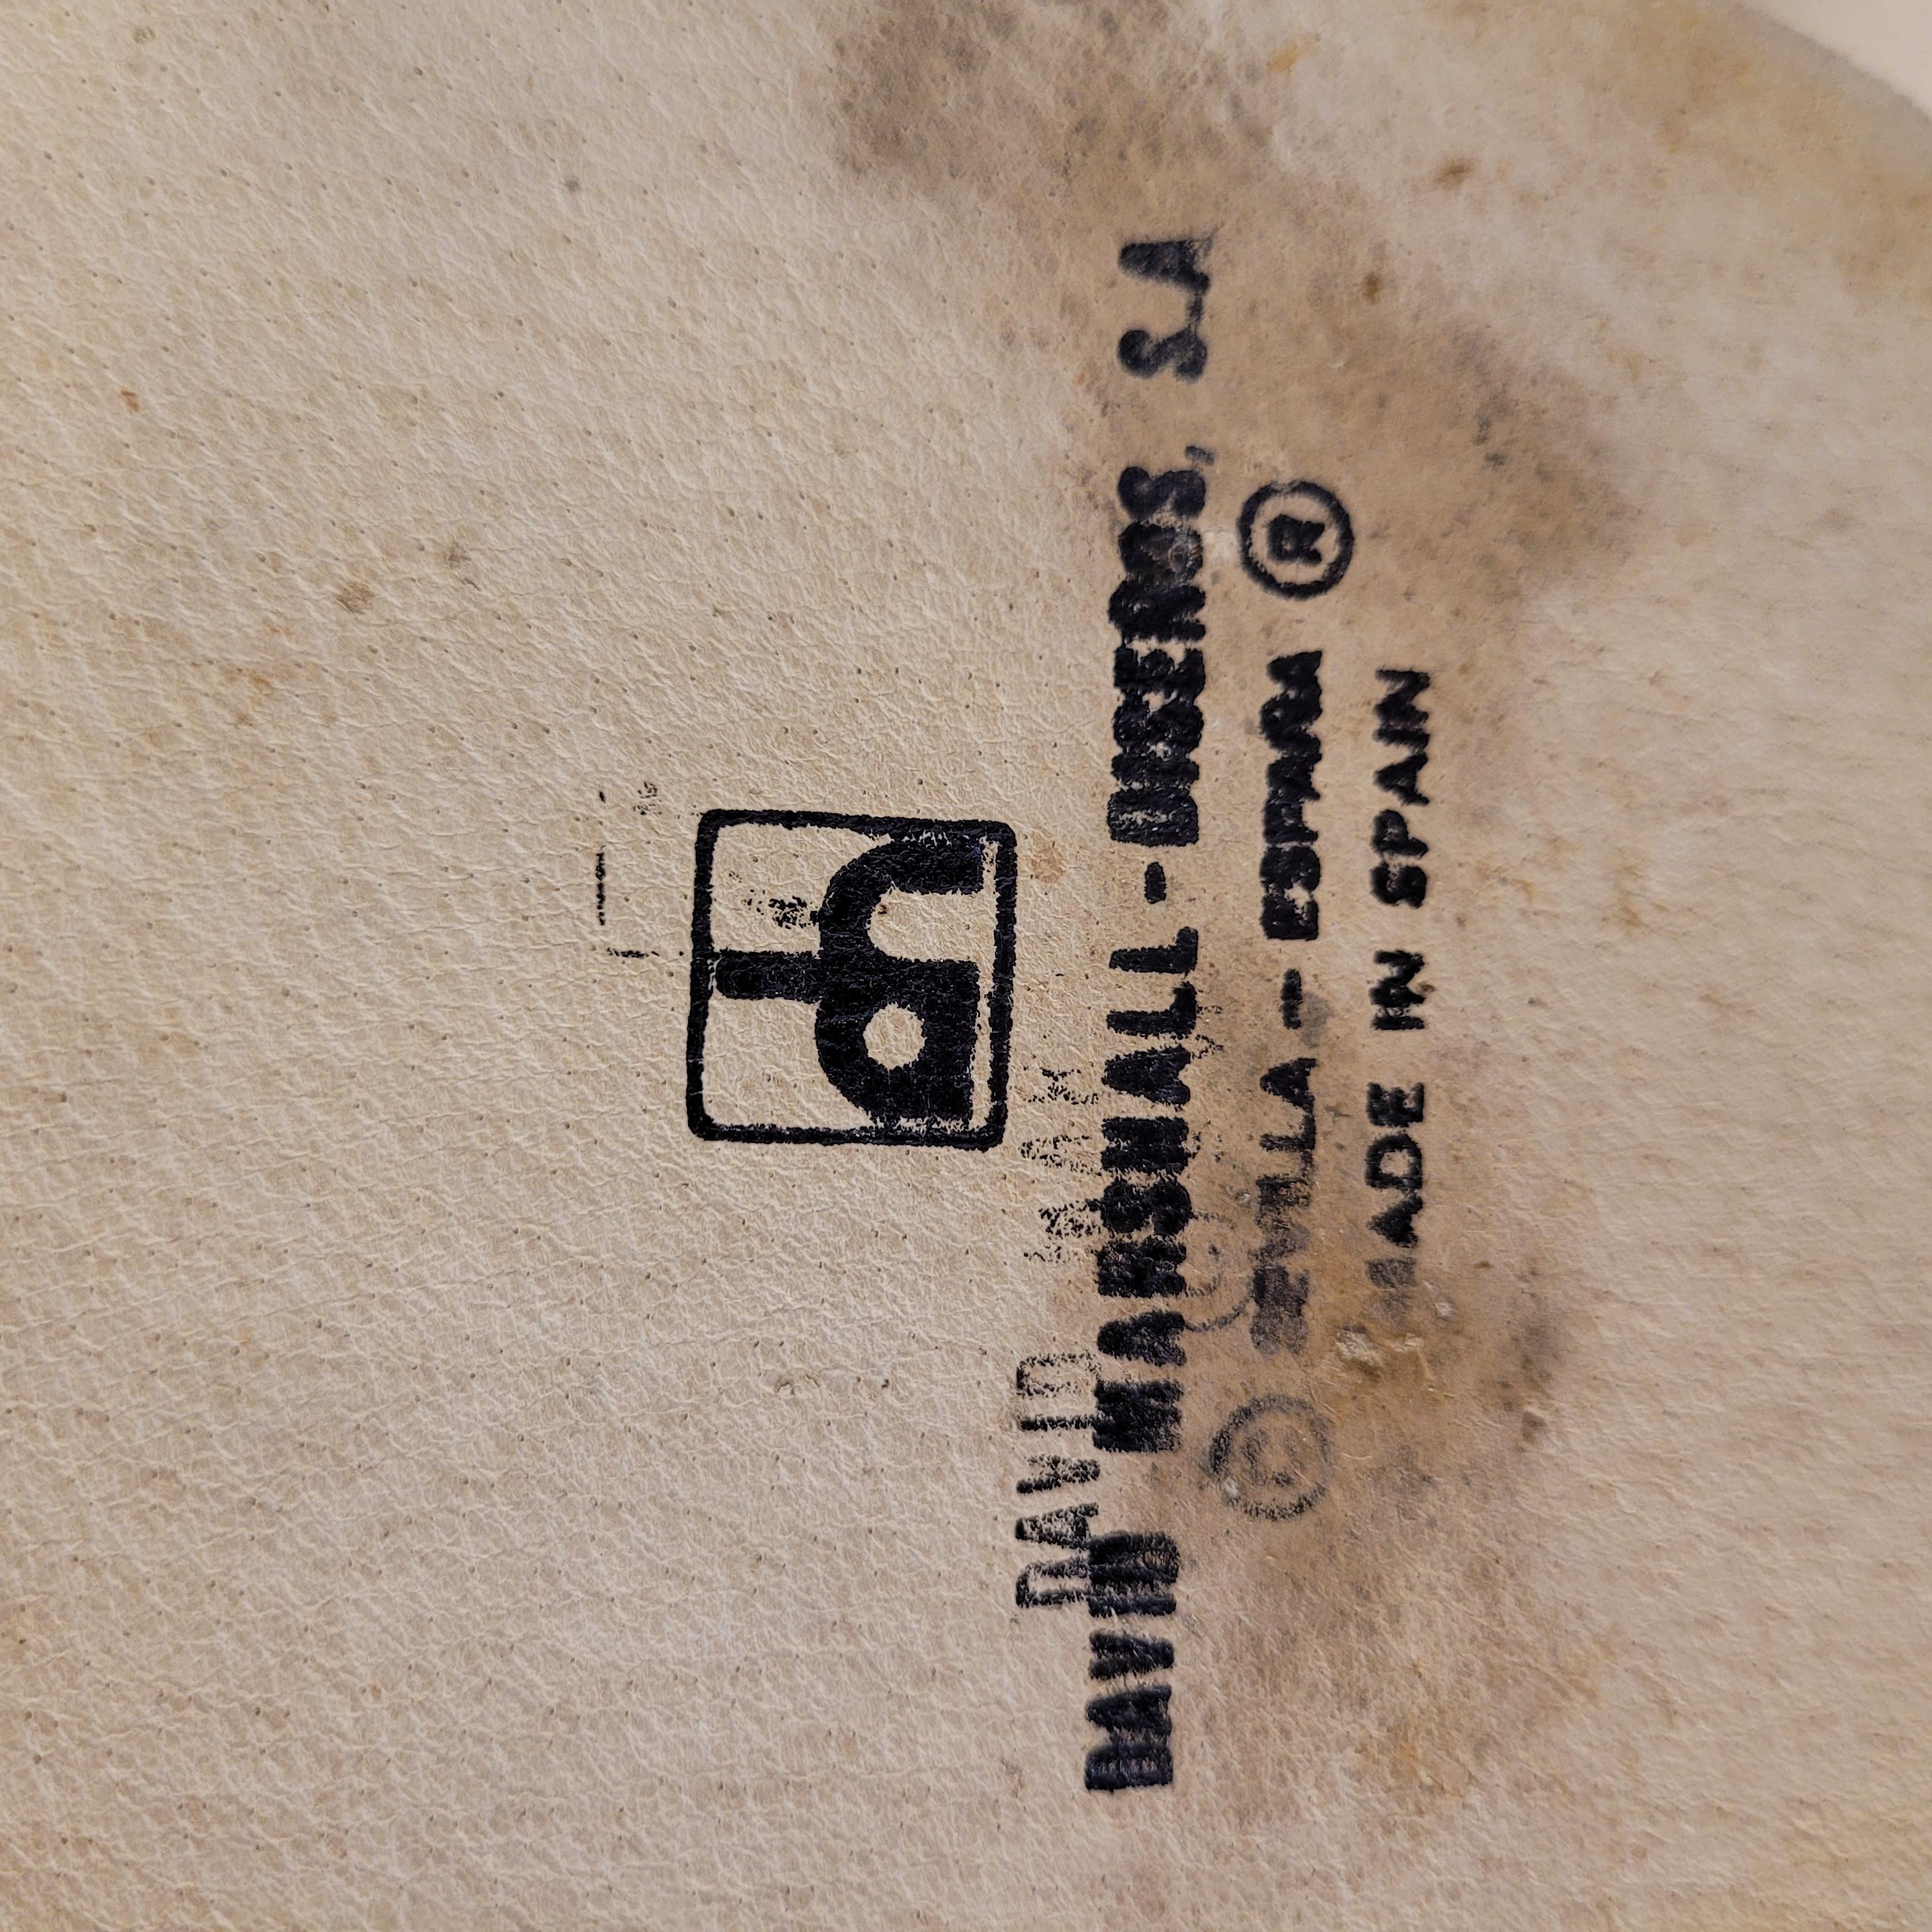 DAVID
DAVID MARSHALL - DISEÑOS, S.A
© SEVILLA - ESPAÑA ®
MADE IN SPAIN